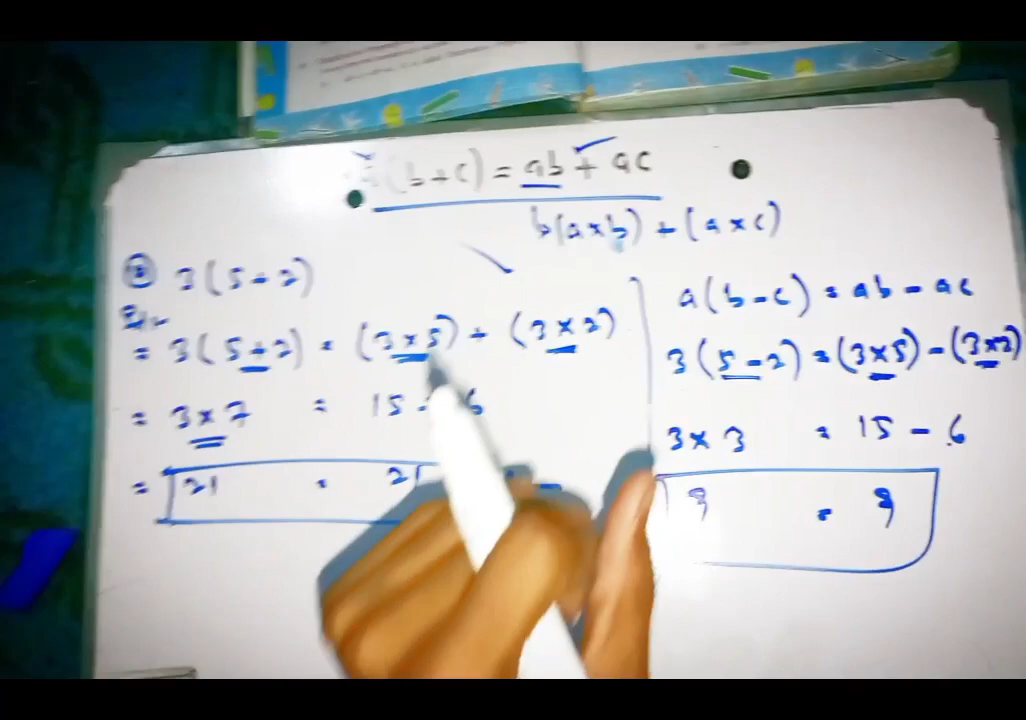 (b+c) = ab + ac
b(a×b) + (a×c)
3(5+2)
= 3(5+2) = (3×5) + (3×2)
= 3×7 = 15 - 6
= 21 = 21
a(b-c) = ab - ac
3(5-2) = (3×5) - (3×2)
3×3 = 15 - 6
9 = 9